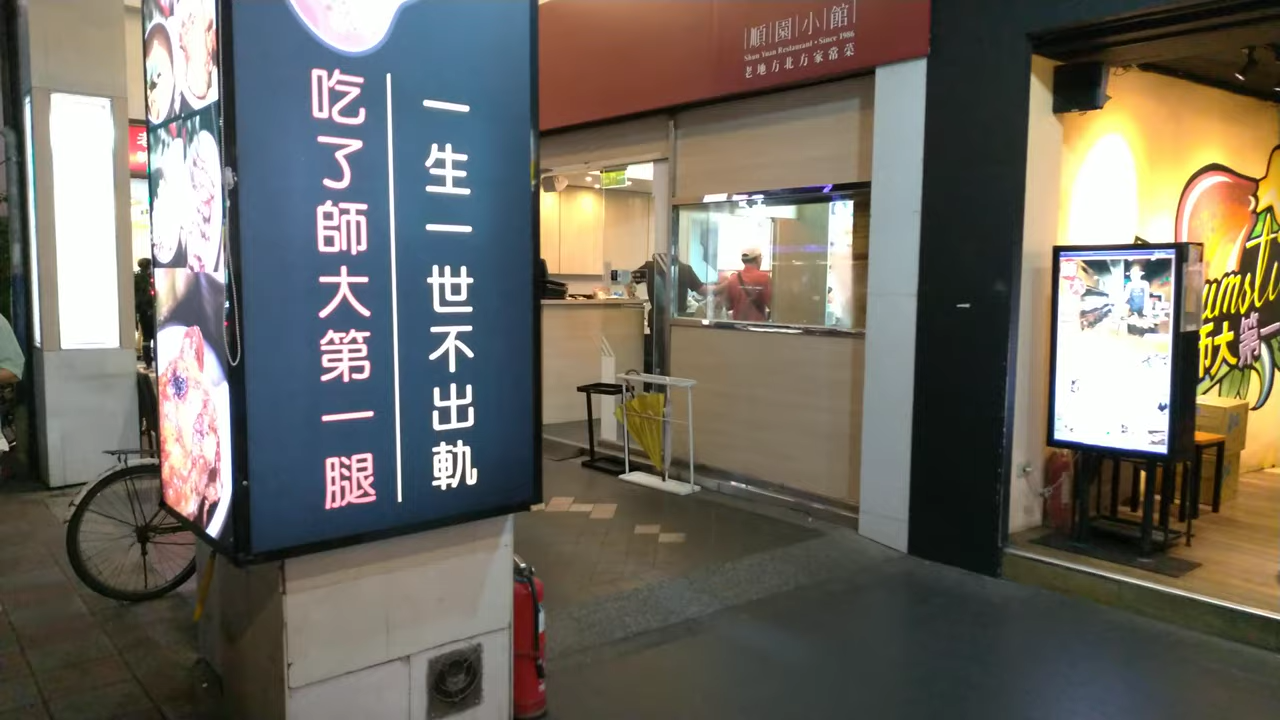 一生一世不出軌
吃了師大第一腿
順園小館
Shun Yuan Restaurant • Since 1986
老地方北方家常菜
umsti
師大第一